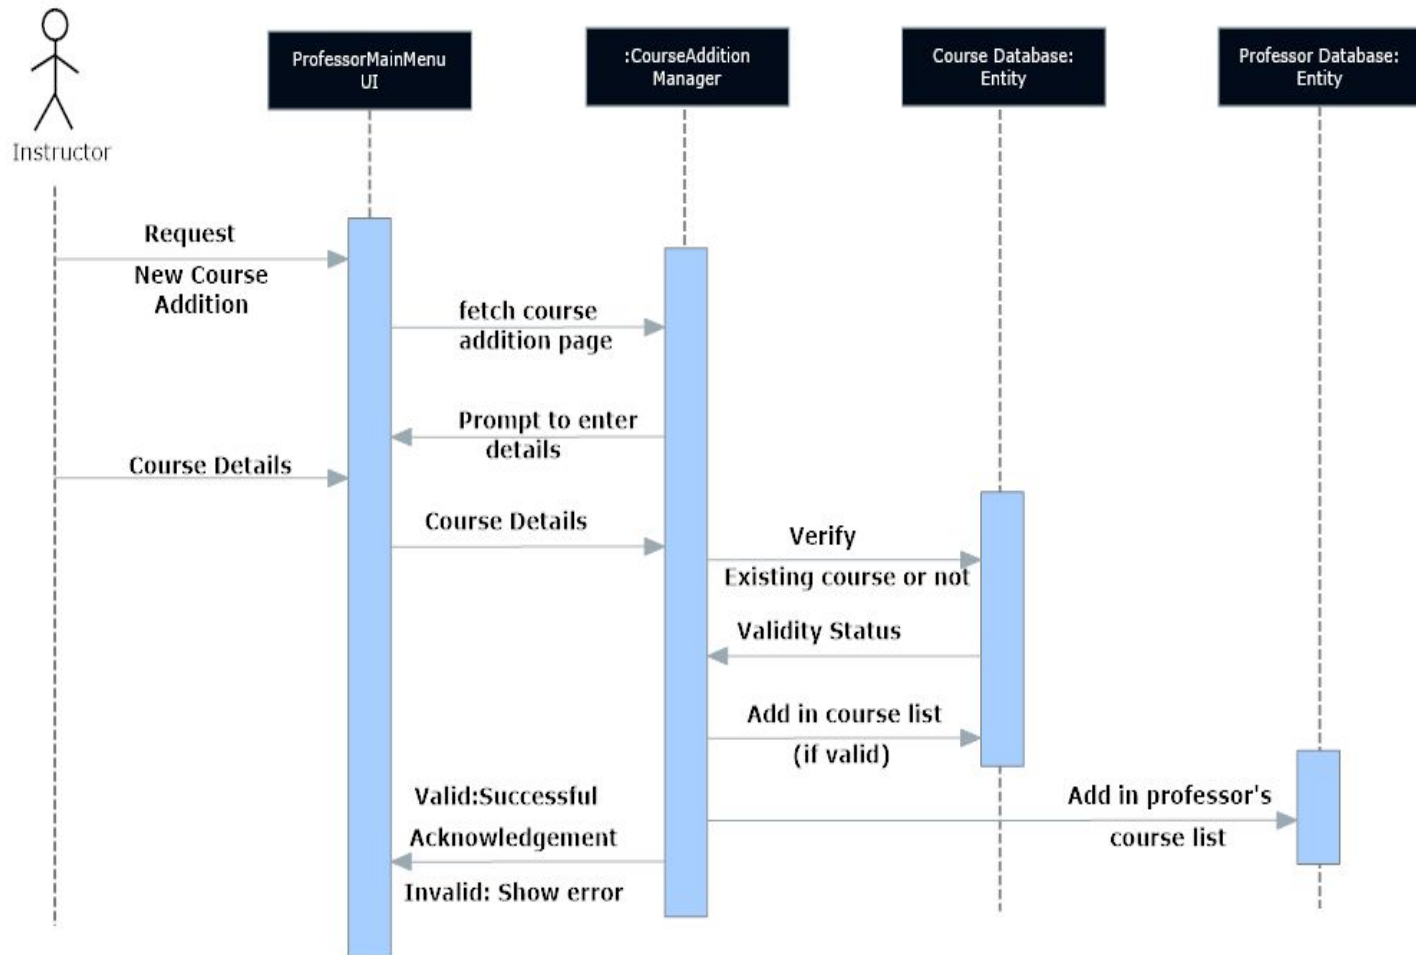 ProfessorMainMenu
UI
:CourseAddition
Manager
Course Database:
Entity
Professor Database:
Entity
Instructor
Request
New Course
Addition
fetch course
addition page
Prompt to enter
details
Course Details
Course Details
Verify
Existing course or not
Validity Status
Add in course list
(if valid)
Add in professor's
course list
Valid:Successful
Acknowledgement
Invalid: Show error